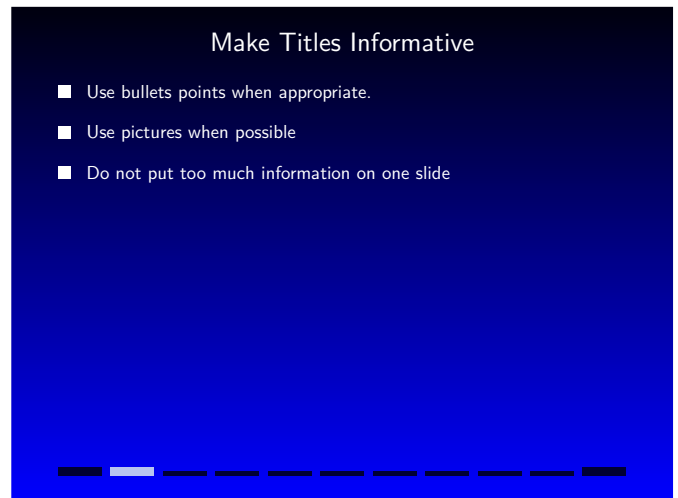 Make Titles Informative
Use bullets points when appropriate.
Use pictures when possible
Do not put too much information on one slide